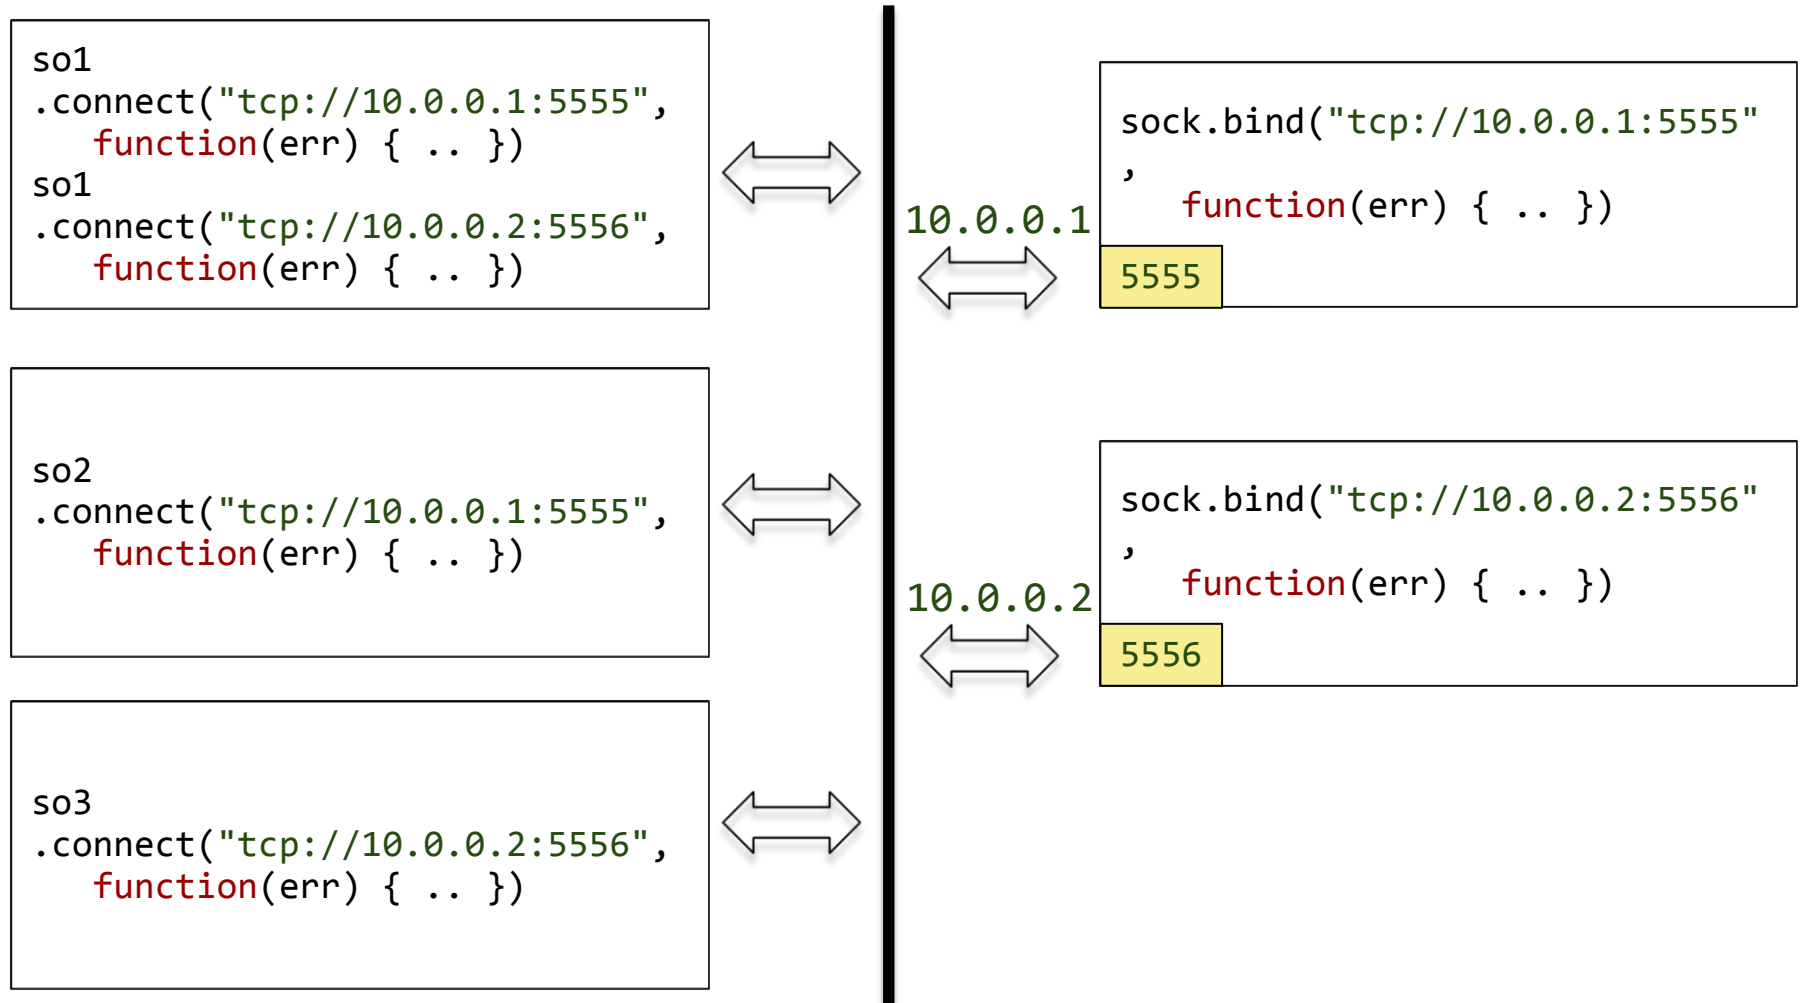 so1
.connect("tcp://10.0.0.1:5555",
   function(err) { .. })
so1
.connect("tcp://10.0.0.2:5556",
   function(err) { .. })
so2
.connect("tcp://10.0.0.1:5555",
   function(err) { .. })
so3
.connect("tcp://10.0.0.2:5556",
   function(err) { .. })
10.0.0.1
sock.bind("tcp://10.0.0.1:5555"
,
   function(err) { .. })
5555
10.0.0.2
sock.bind("tcp://10.0.0.2:5556"
,
   function(err) { .. })
5556